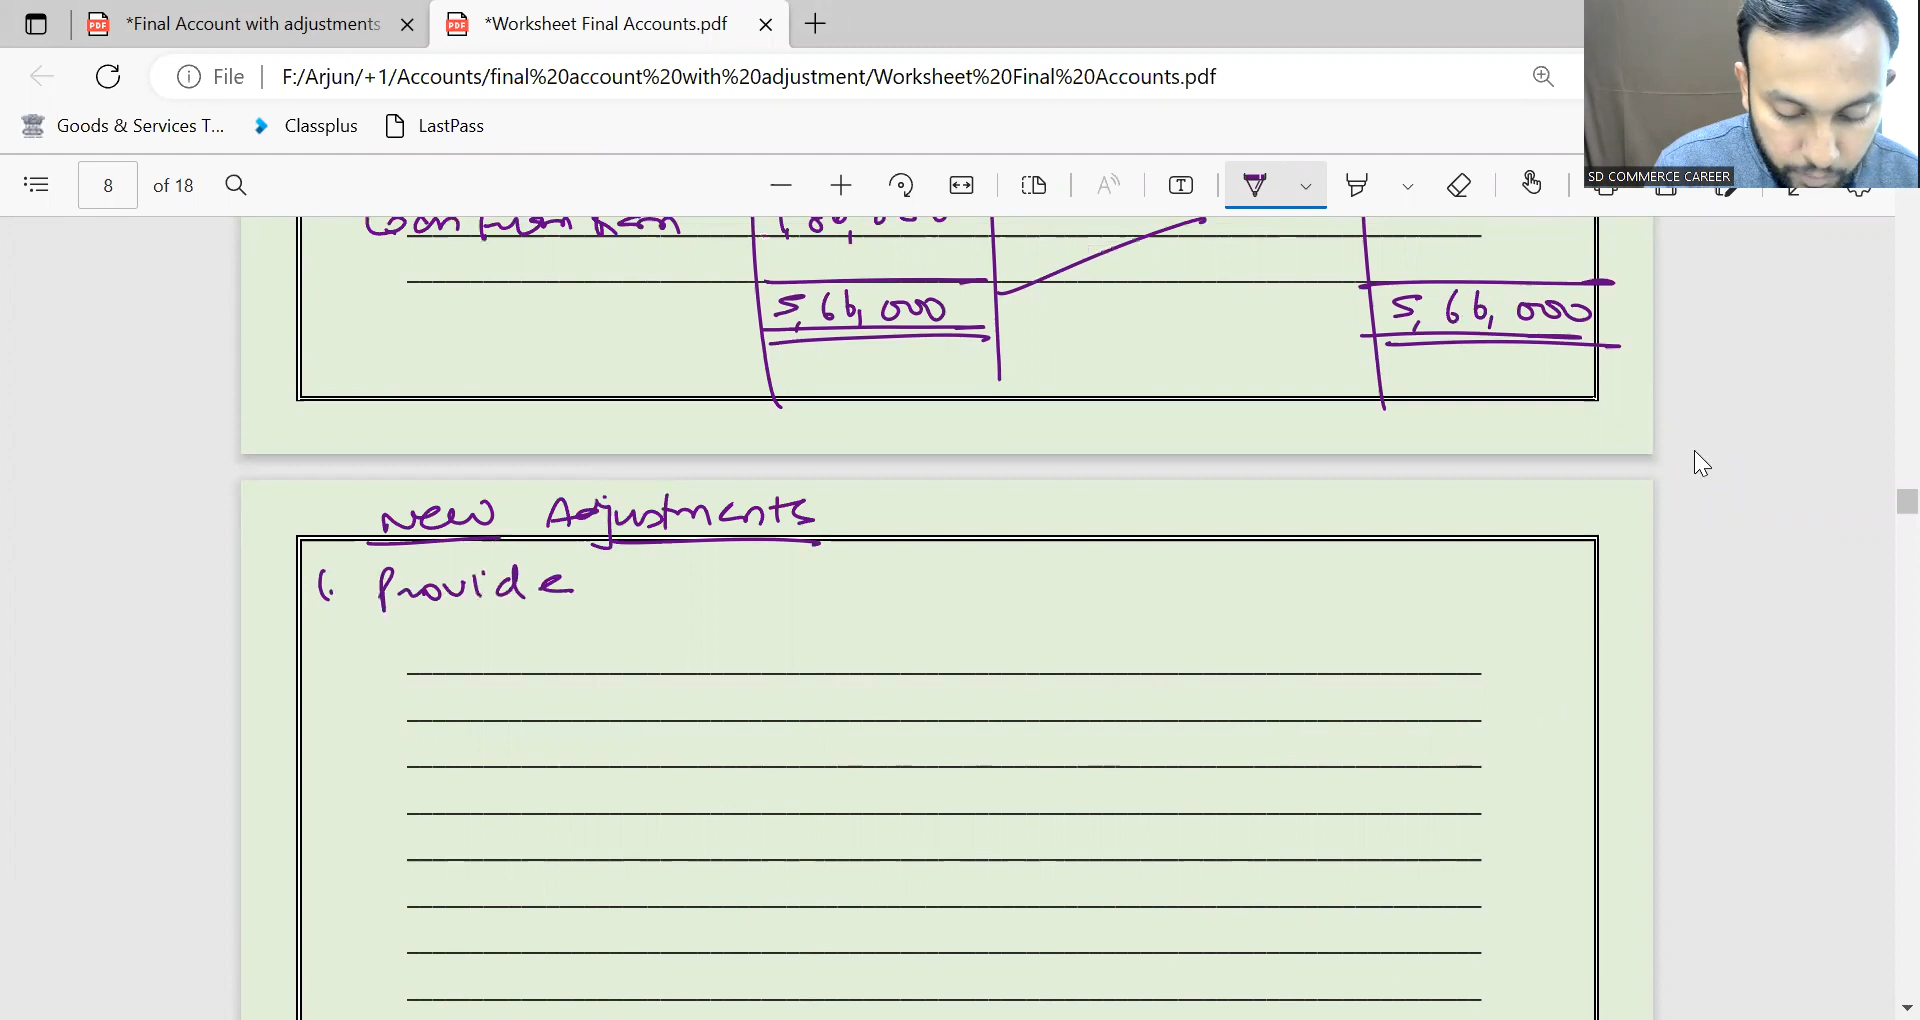 *Final Account with adjustments
*Worksheet Final Accounts.pdf
File
F:/Arjun/+1/Accounts/final%20account%20with%20adjustment/Worksheet%20Final%20Accounts.pdf
Goods & Services T...
Classplus
LastPass
8 of 18
SD COMMERCE CAREER
5,66,000 5,66,000
New Adjustments
1. Provide